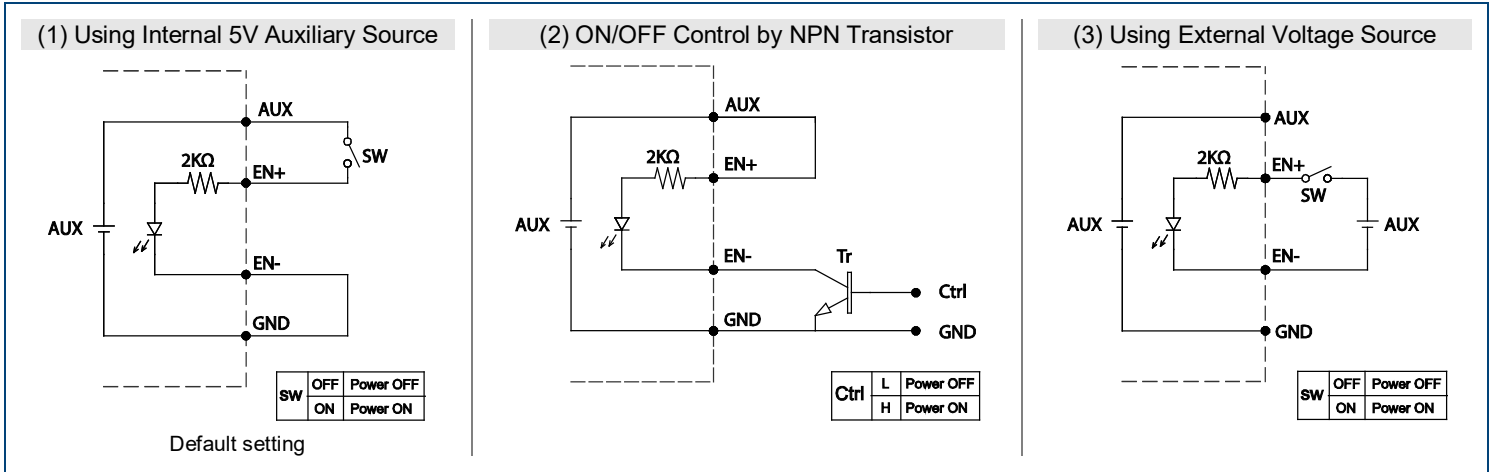 (1) Using Internal 5V Auxiliary Source
AUX
SW
2KΩ
EN+
AUX
EN-
GND
SW
OFF Power OFF
ON Power ON
Default setting
(2) ON/OFF Control by NPN Transistor
AUX
2KΩ
EN+
AUX
EN-
Tr
Ctrl
GND
GND
Ctrl
L Power OFF
H Power ON
(3) Using External Voltage Source
AUX
2KΩ
EN+
SW
AUX
AUX
EN-
GND
SW
OFF Power OFF
ON Power ON